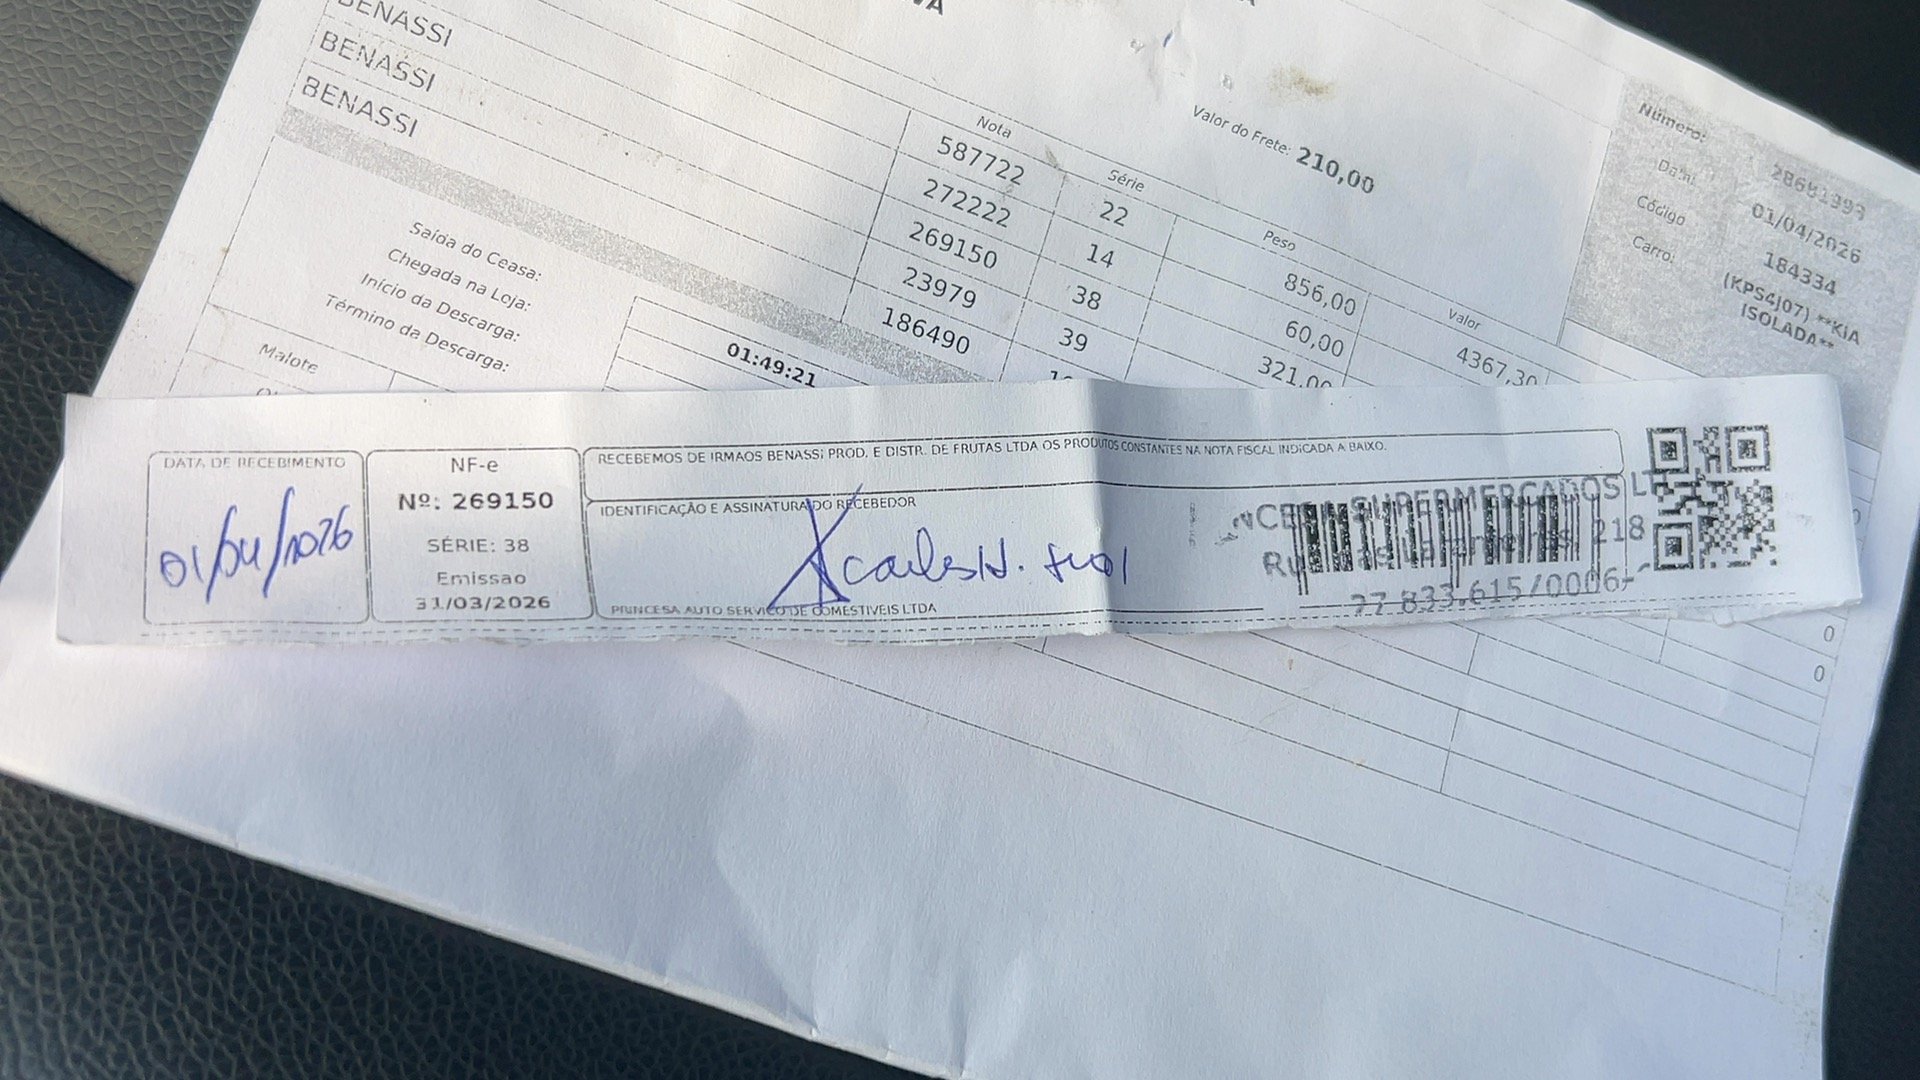 BENASSI
BENASSI
BENASSI
Valor do Frete: 210,00
Número:
Data: 01/04/2026
Código 184334
Carro: (KPS4J07) **KIA
ISOLADA**
Nota Série Peso Valor
587722 22 856,00 4367,30
272222 14 60,00
269150 38 321,00
23979 39
186490
Saída do Ceasa:
Chegada na Loja:
Início da Descarga:
Término da Descarga:
01:49:21
Malote
DATA DE RECEBIMENTO
01/04/2026
NF-e
Nº: 269150
SÉRIE: 38
Emissao
31/03/2026
RECEBEMOS DE IRMAOS BENASSI PROD. E DISTR. DE FRUTAS LTDA OS PRODUTOS CONSTANTES NA NOTA FISCAL INDICADA A BAIXO.
IDENTIFICAÇÃO E ASSINATURA DO RECEBEDOR
PRINCESA AUTO SERVICO DE COMESTIVEIS LTDA
SUPERMERCADOS
218
833.615/0006-
0
0